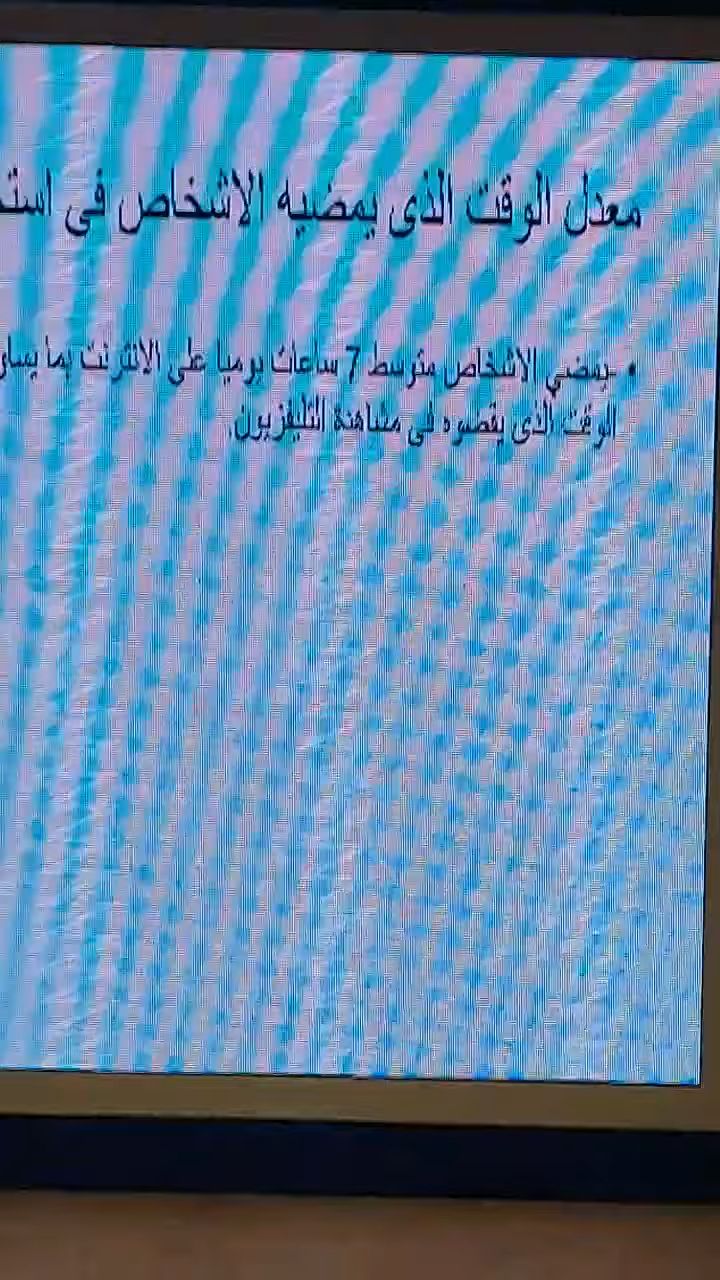 معدل الوقت الذى يمضيه الاشخاص فى
• يمضي الاشخاص متوسط 7 ساعات يوميا على الانترنت بما
الوقت الذى يقضوه فى مشاهدة التليفزيون.